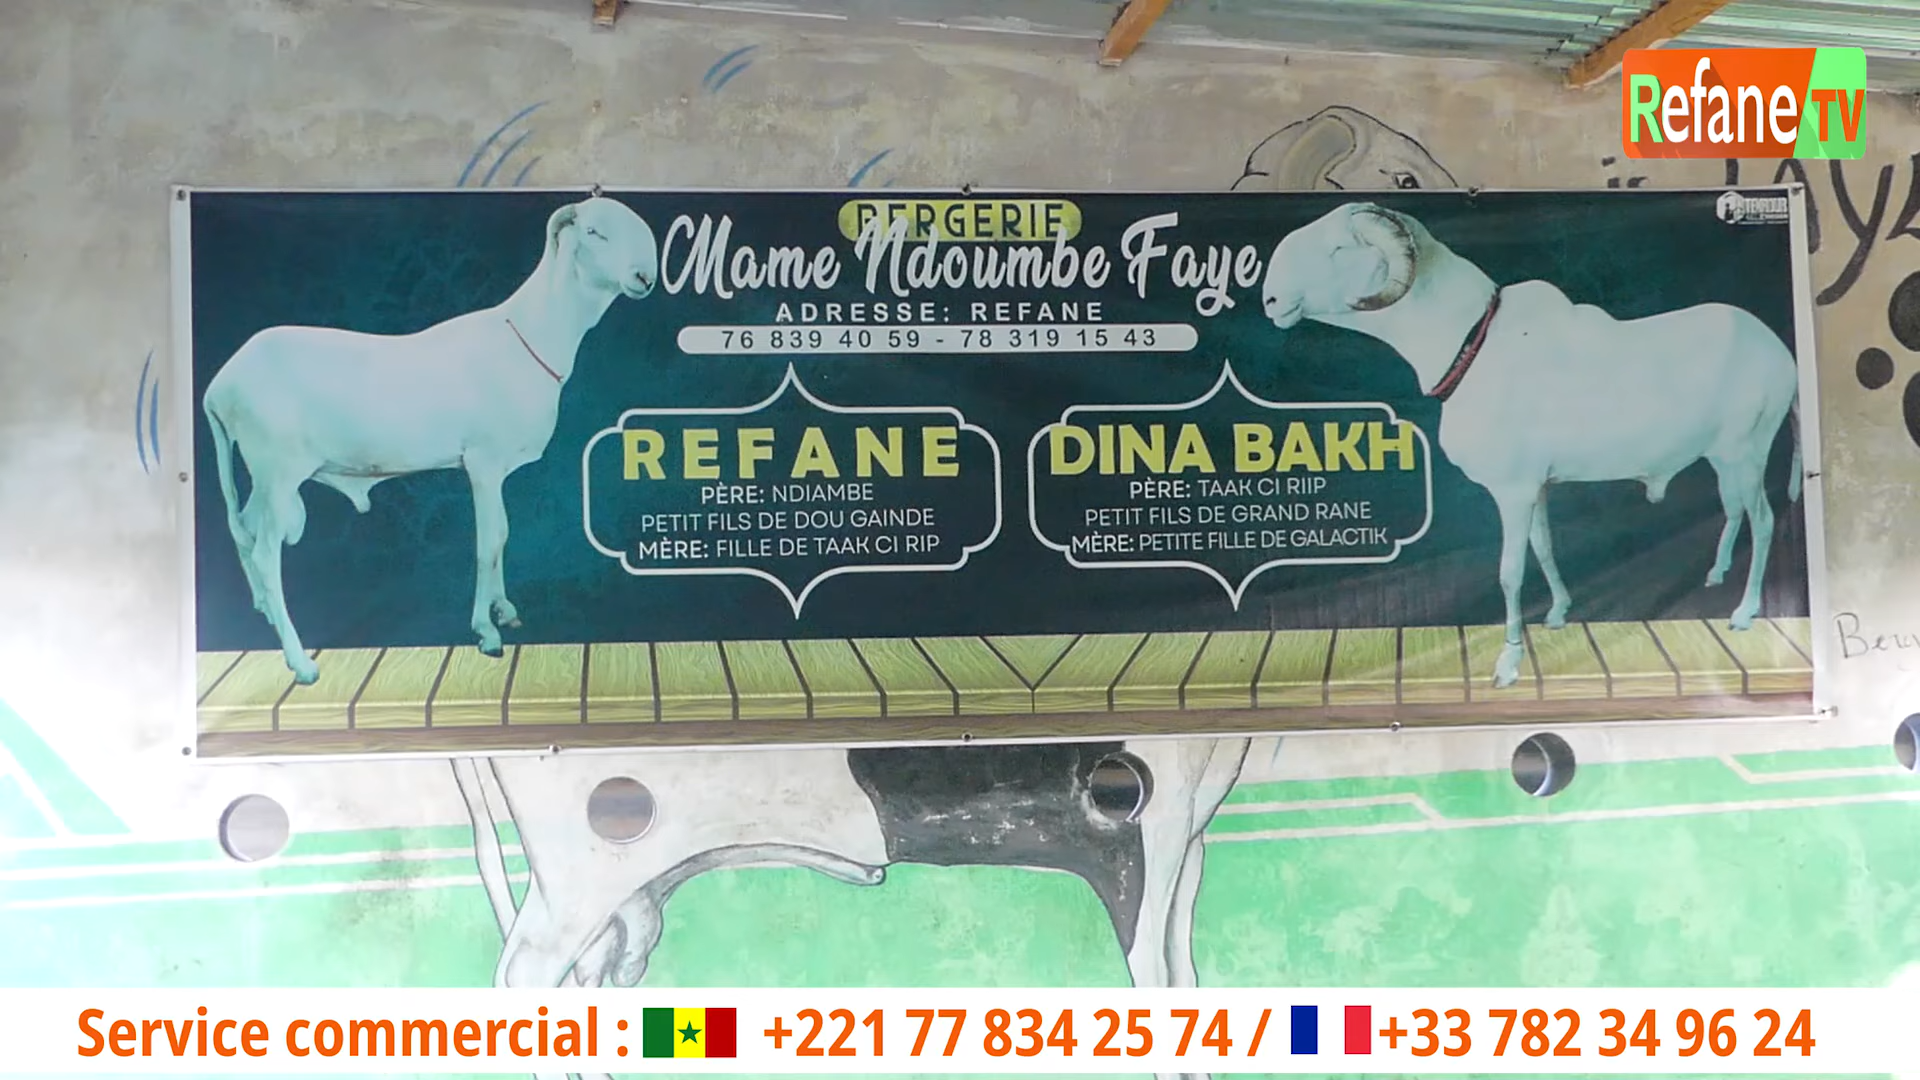 Refane TV
BERGERIE
Mame Ndoumbe Faye
ADRESSE: REFANE
76 839 40 59 - 78 319 15 43
REFANE
PÈRE: NDIAMBE
PETIT FILS DE DOU GAINDE
MÈRE: FILLE DE TAAK CI RIP
DINA BAKH
PÈRE: TAAK CI RIIP
PETIT FILS DE GRAND RANE
MÈRE: PETITE FILLE DE GALACTIK
Service commercial : +221 77 834 25 74 / +33 782 34 96 24